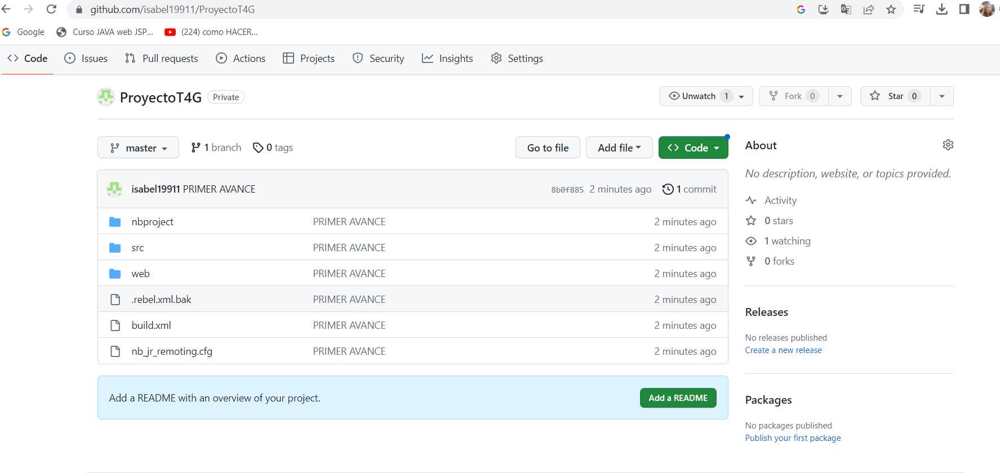 github.com/isabel19911/ProyectoT4G
Google Curso JAVA web JSP... (224) como HACER...
Code Issues Pull requests Actions Projects Security Insights Settings
ProyectoT4G Private Unwatch 1 Fork 0 Star 0
master 1 branch 0 tags Go to file Add file Code
isabel19911 PRIMER AVANCE 8b0f885 2 minutes ago 1 commit
nbproject PRIMER AVANCE 2 minutes ago
src PRIMER AVANCE 2 minutes ago
web PRIMER AVANCE 2 minutes ago
.rebel.xml.bak PRIMER AVANCE 2 minutes ago
build.xml PRIMER AVANCE 2 minutes ago
nb_jr_remoting.cfg PRIMER AVANCE 2 minutes ago
Add a README with an overview of your project. Add a README
About
No description, website, or topics provided.
Activity
0 stars
1 watching
0 forks
Releases
No releases published
Create a new release
Packages
No packages published
Publish your first package